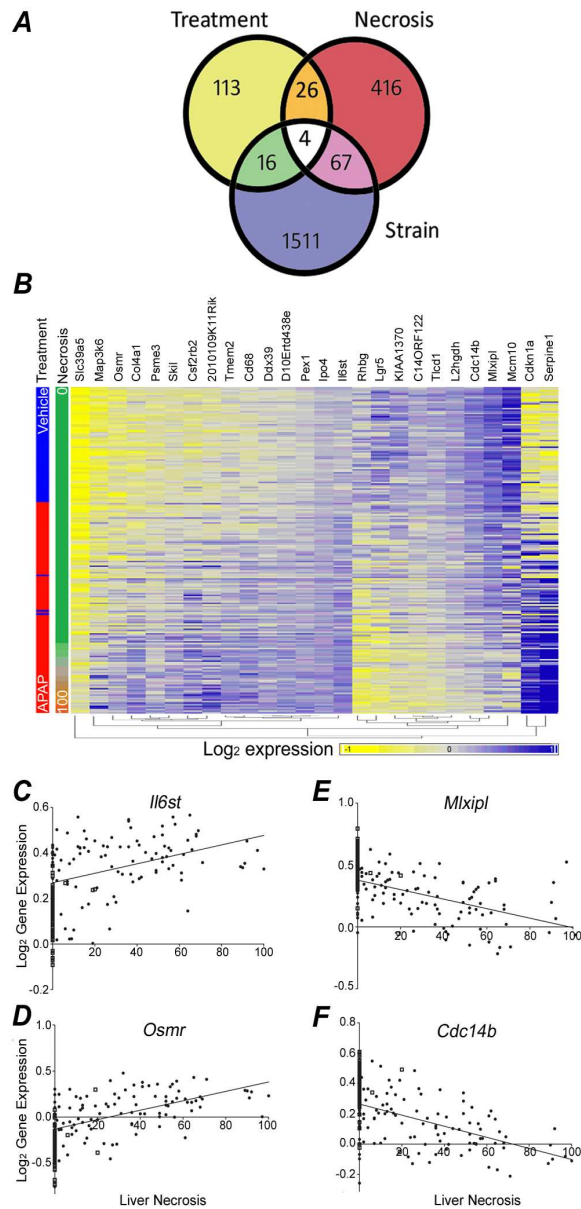 A
Treatment Necrosis
113 26 416
4
16 67
1511 Strain
B
Treatment
Necrosis
Slc39a5
Map3k6
Osmr
Col4a1
Psme3
Skil
Csf2rb2
2010109K11Rik
Tmem2
Cd68
Ddx39
D10Ertd438e
Pex1
Ipo4
Il6st
Rhbg
Lgr5
KIAA1370
C14ORF122
Tlcd1
L2hgdh
Cdc14b
Mlxipl
Mcm10
Cdkn1a
Serpine1
Vehicle
0
APAP
100
Log2 expression
-1 0 1
C
Il6st
Log2 Gene Expression
0.6
0.4
0.2
0.0
-0.2
20 40 60 80 100
E
Mlxipl
1.0
0.5
0.0
-0.5
20 40 60 80 100
D
Osmr
Log2 Gene Expression
1.0
0.5
-0.0
-0.5
20 40 60 80 100
Liver Necrosis
F
Cdc14b
0.8
0.6
0.4
0.2
0.0
-0.2
20 40 60 80 100
Liver Necrosis